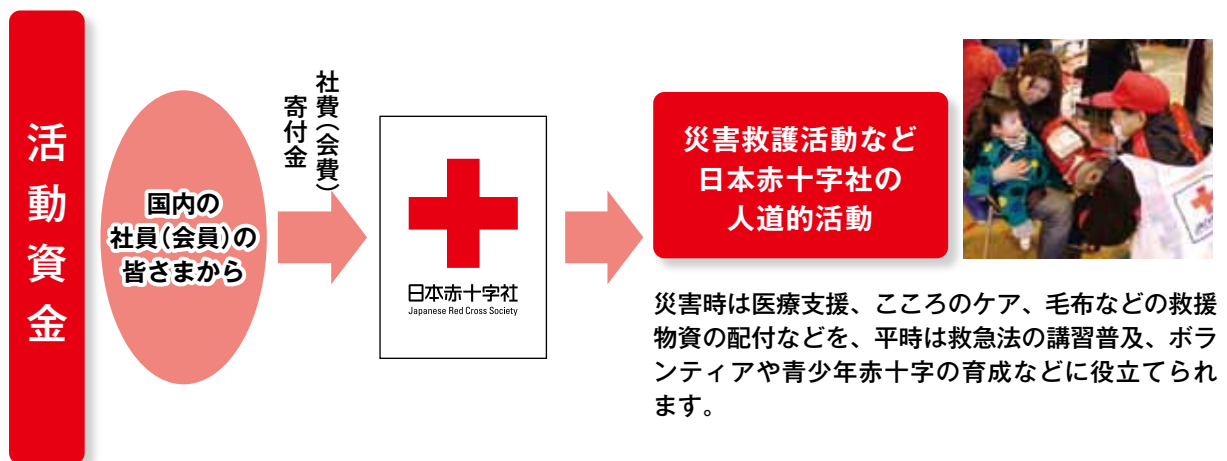 活動資金
国内の
社員(会員)の
皆さまから
社費(会費)
寄付金
日本赤十字社
Japanese Red Cross Society
災害救護活動など
日本赤十字社の
人道的活動
災害時は医療支援、こころのケア、毛布などの救援
物資の配付などを、平時は救急法の講習普及、ボラ
ンティアや青少年赤十字の育成などに役立てられ
ます。